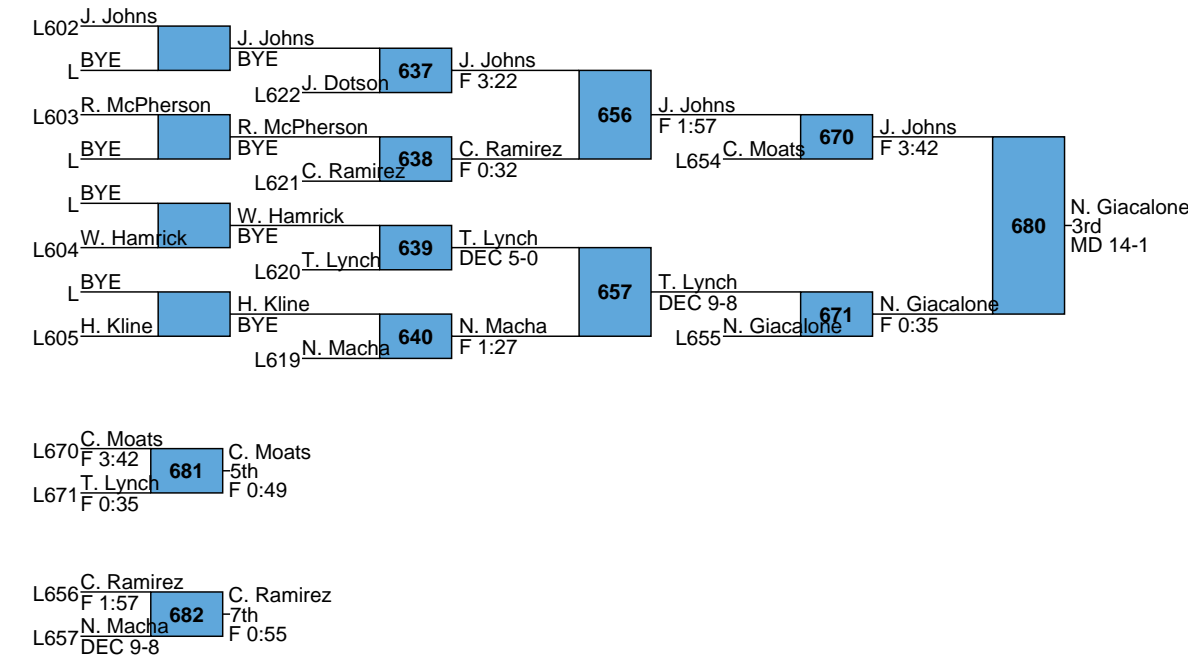 L602 J. Johns
L BYE
J. Johns
BYE
637
L622 J. Dotson
J. Johns
F 3:22
L603 R. McPherson
L BYE
R. McPherson
BYE
638
L621 C. Ramirez
C. Ramirez
F 0:32
656
J. Johns
F 1:57
670
L654 C. Moats
J. Johns
F 3:42
L BYE
L604 W. Hamrick
W. Hamrick
BYE
639
L620 T. Lynch
T. Lynch
DEC 5-0
L BYE
L605 H. Kline
H. Kline
BYE
640
L619 N. Macha
N. Macha
F 1:27
657
T. Lynch
DEC 9-8
671
L655 N. Giacalone
N. Giacalone
F 0:35
680
N. Giacalone
3rd
MD 14-1
L670 C. Moats
F 3:42
681
L671 T. Lynch
F 0:35
C. Moats
5th
F 0:49
L656 C. Ramirez
F 1:57
682
L657 N. Macha
DEC 9-8
C. Ramirez
7th
F 0:55